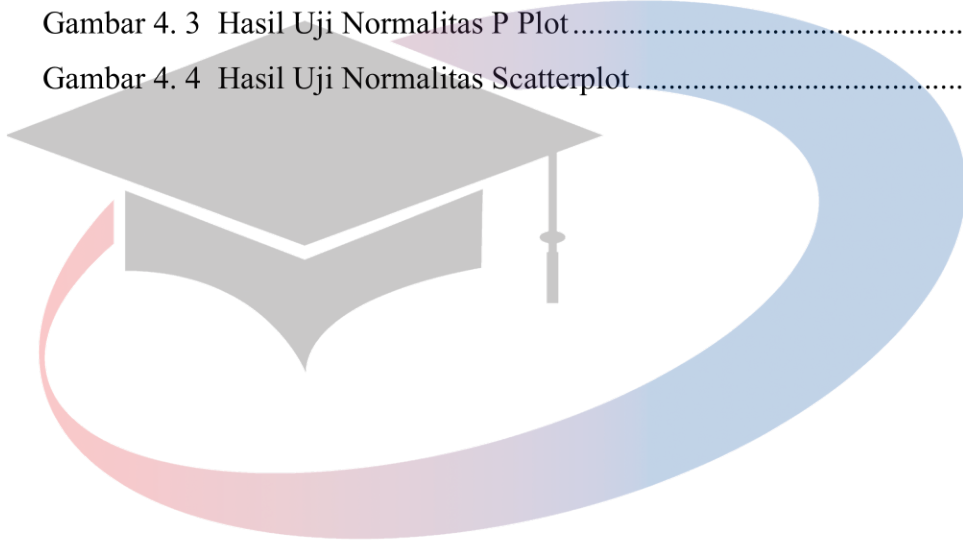 Gambar 4. 3 Hasil Uji Normalitas P Plot................................................
Gambar 4. 4 Hasil Uji Normalitas Scatterplot........................................